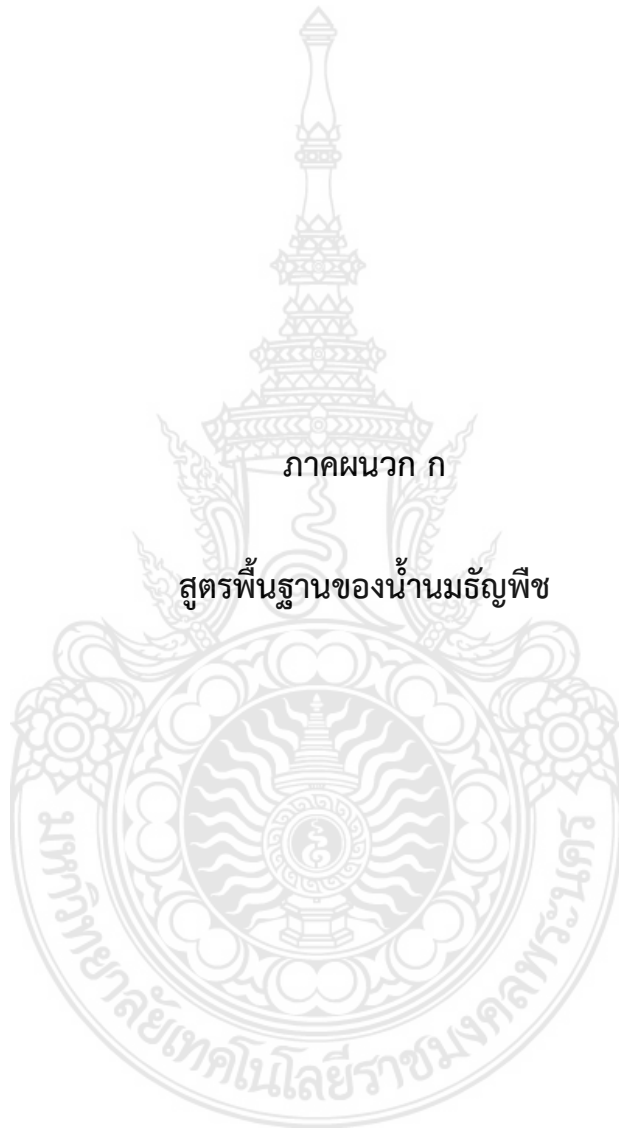 ภาคผนวก ก
สูตรพื้นฐานของน้ำนมธัญพืช
มหาวิทยาลัยเทคโนโลยีราชมงคลพระนคร